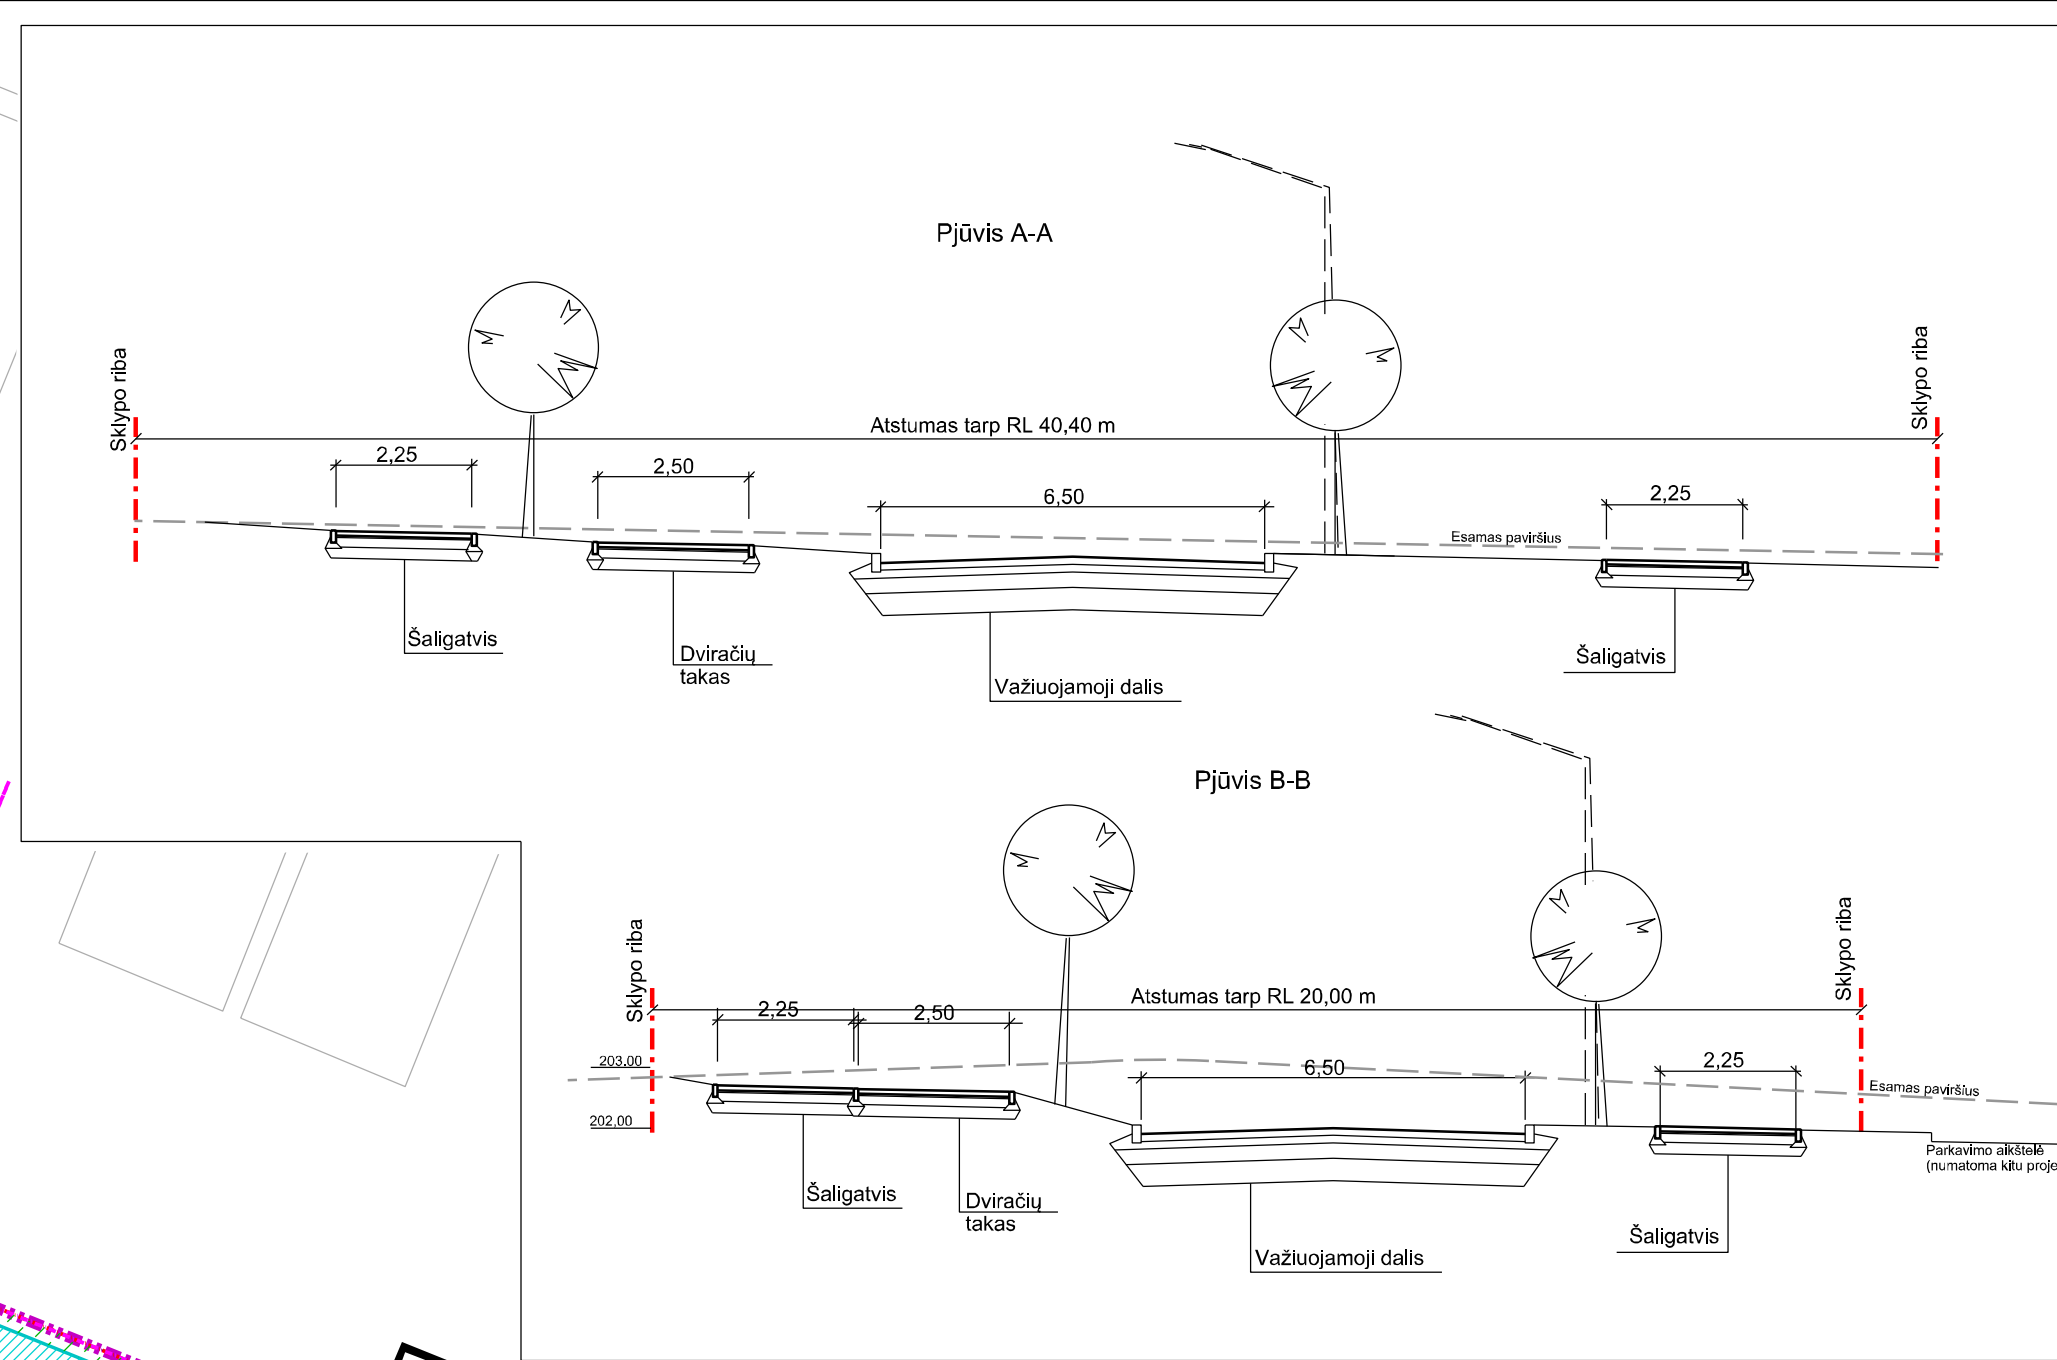 Pjūvis A-A
Sklypo riba
Sklypo riba
Atstumas tarp RL 40,40 m
2,25
2,50
6,50
2,25
Esamas paviršius
Šaligatvis
Dviračių
takas
Važiuojamoji dalis
Šaligatvis
Pjūvis B-B
Sklypo riba
Sklypo riba
Atstumas tarp RL 20,00 m
2,25
2,50
6,50
2,25
203.00
202,00
Esamas paviršius
Parkavimo aikštelė
(numatoma kitu proje
Šaligatvis
Dviračių
takas
Važiuojamoji dalis
Šaligatvis